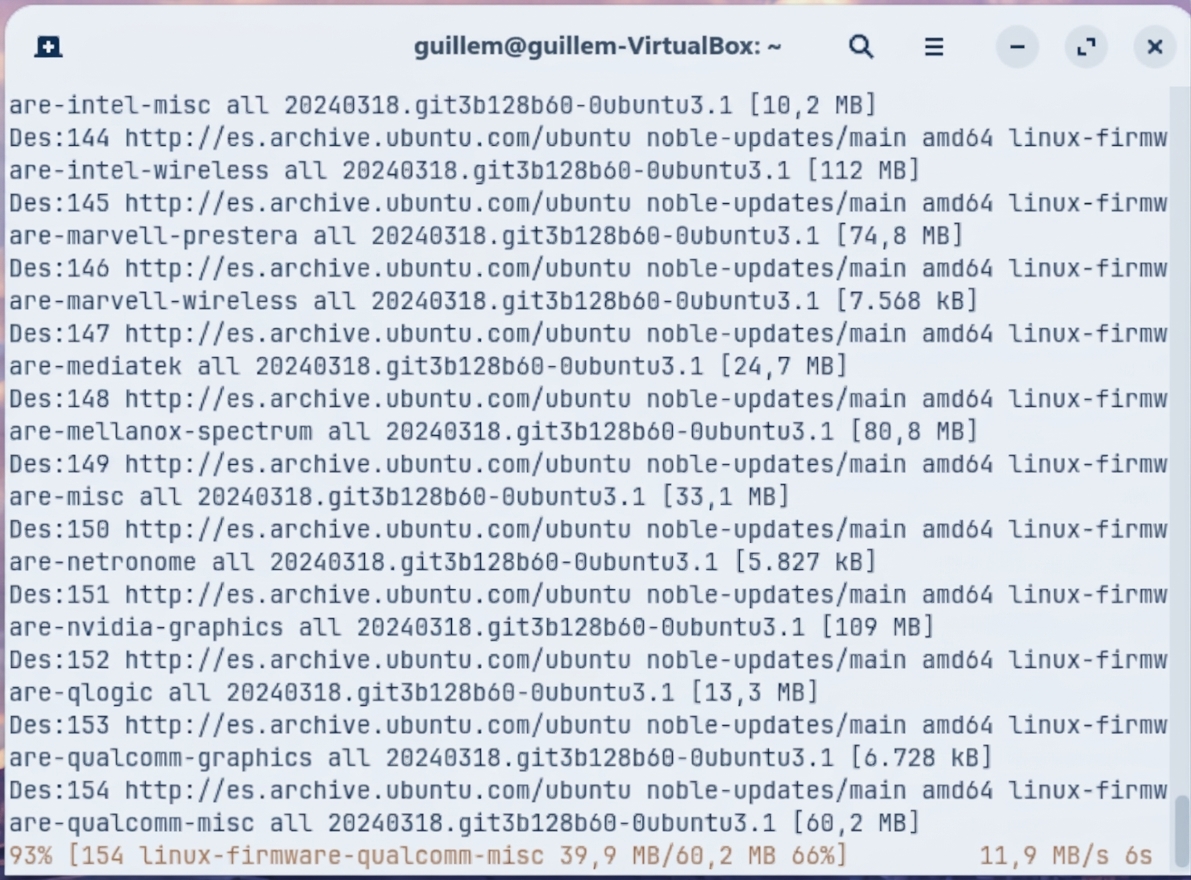 guillem@guillem-VirtualBox: ~
are-intel-misc all 20240318.git3b128b60-0ubuntu3.1 [10,2 MB]
Des:144 http://es.archive.ubuntu.com/ubuntu noble-updates/main amd64 linux-firmw
are-intel-wireless all 20240318.git3b128b60-0ubuntu3.1 [112 MB]
Des:145 http://es.archive.ubuntu.com/ubuntu noble-updates/main amd64 linux-firmw
are-marvell-prestera all 20240318.git3b128b60-0ubuntu3.1 [74,8 MB]
Des:146 http://es.archive.ubuntu.com/ubuntu noble-updates/main amd64 linux-firmw
are-marvell-wireless all 20240318.git3b128b60-0ubuntu3.1 [7.568 kB]
Des:147 http://es.archive.ubuntu.com/ubuntu noble-updates/main amd64 linux-firmw
are-mediatek all 20240318.git3b128b60-0ubuntu3.1 [24,7 MB]
Des:148 http://es.archive.ubuntu.com/ubuntu noble-updates/main amd64 linux-firmw
are-mellanox-spectrum all 20240318.git3b128b60-0ubuntu3.1 [80,8 MB]
Des:149 http://es.archive.ubuntu.com/ubuntu noble-updates/main amd64 linux-firmw
are-misc all 20240318.git3b128b60-0ubuntu3.1 [33,1 MB]
Des:150 http://es.archive.ubuntu.com/ubuntu noble-updates/main amd64 linux-firmw
are-netronome all 20240318.git3b128b60-0ubuntu3.1 [5.827 kB]
Des:151 http://es.archive.ubuntu.com/ubuntu noble-updates/main amd64 linux-firmw
are-nvidia-graphics all 20240318.git3b128b60-0ubuntu3.1 [109 MB]
Des:152 http://es.archive.ubuntu.com/ubuntu noble-updates/main amd64 linux-firmw
are-qlogic all 20240318.git3b128b60-0ubuntu3.1 [13,3 MB]
Des:153 http://es.archive.ubuntu.com/ubuntu noble-updates/main amd64 linux-firmw
are-qualcomm-graphics all 20240318.git3b128b60-0ubuntu3.1 [6.728 kB]
Des:154 http://es.archive.ubuntu.com/ubuntu noble-updates/main amd64 linux-firmw
are-qualcomm-misc all 20240318.git3b128b60-0ubuntu3.1 [60,2 MB]
93% [154 linux-firmware-qualcomm-misc 39,9 MB/60,2 MB 66%] 11,9 MB/s 6s